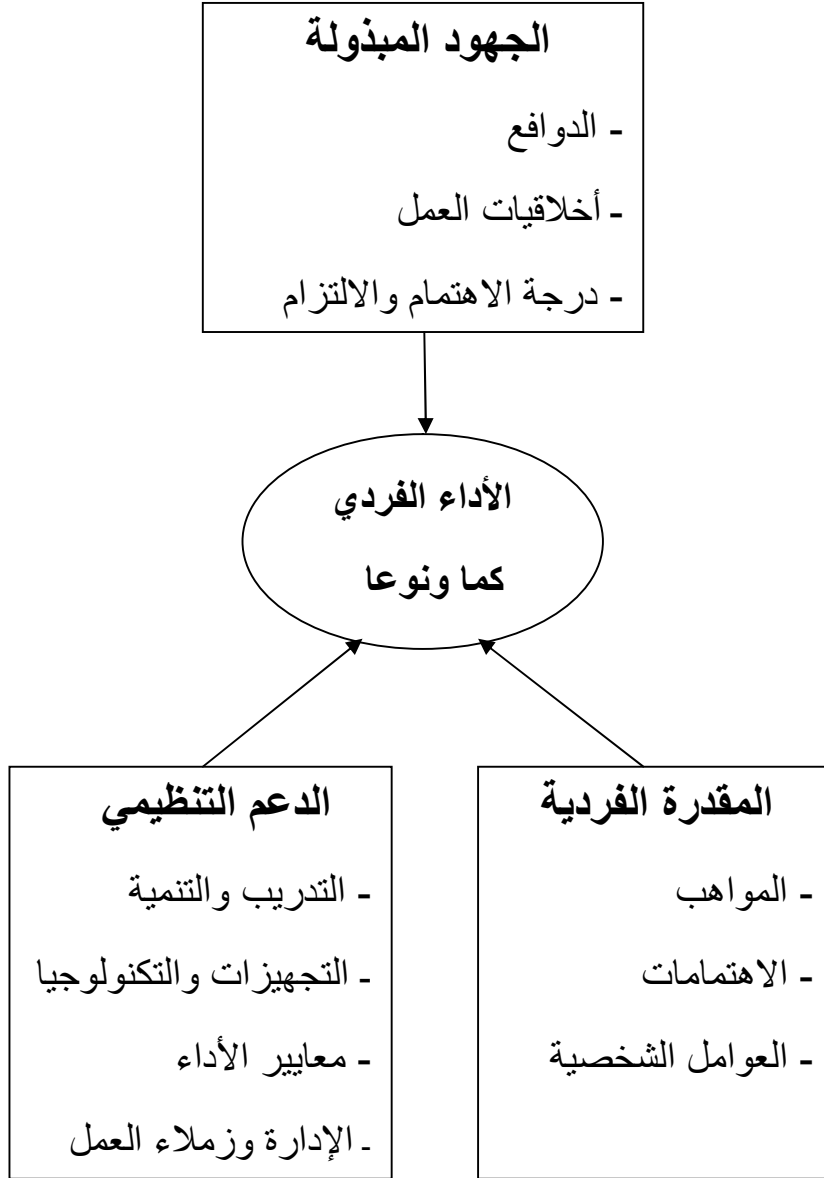 الجهود المبذولة
- الدوافع
- أخلاقيات العمل
- درجة الاهتمام والالتزام
الأداء الفردي
كما ونوعا
المقدرة الفردية
- المواهب
- الاهتمامات
- العوامل الشخصية
الدعم التنظيمي
- التدريب والتنمية
- التجهيزات والتكنولوجيا
- معايير الأداء
- الإدارة وزملاء العمل